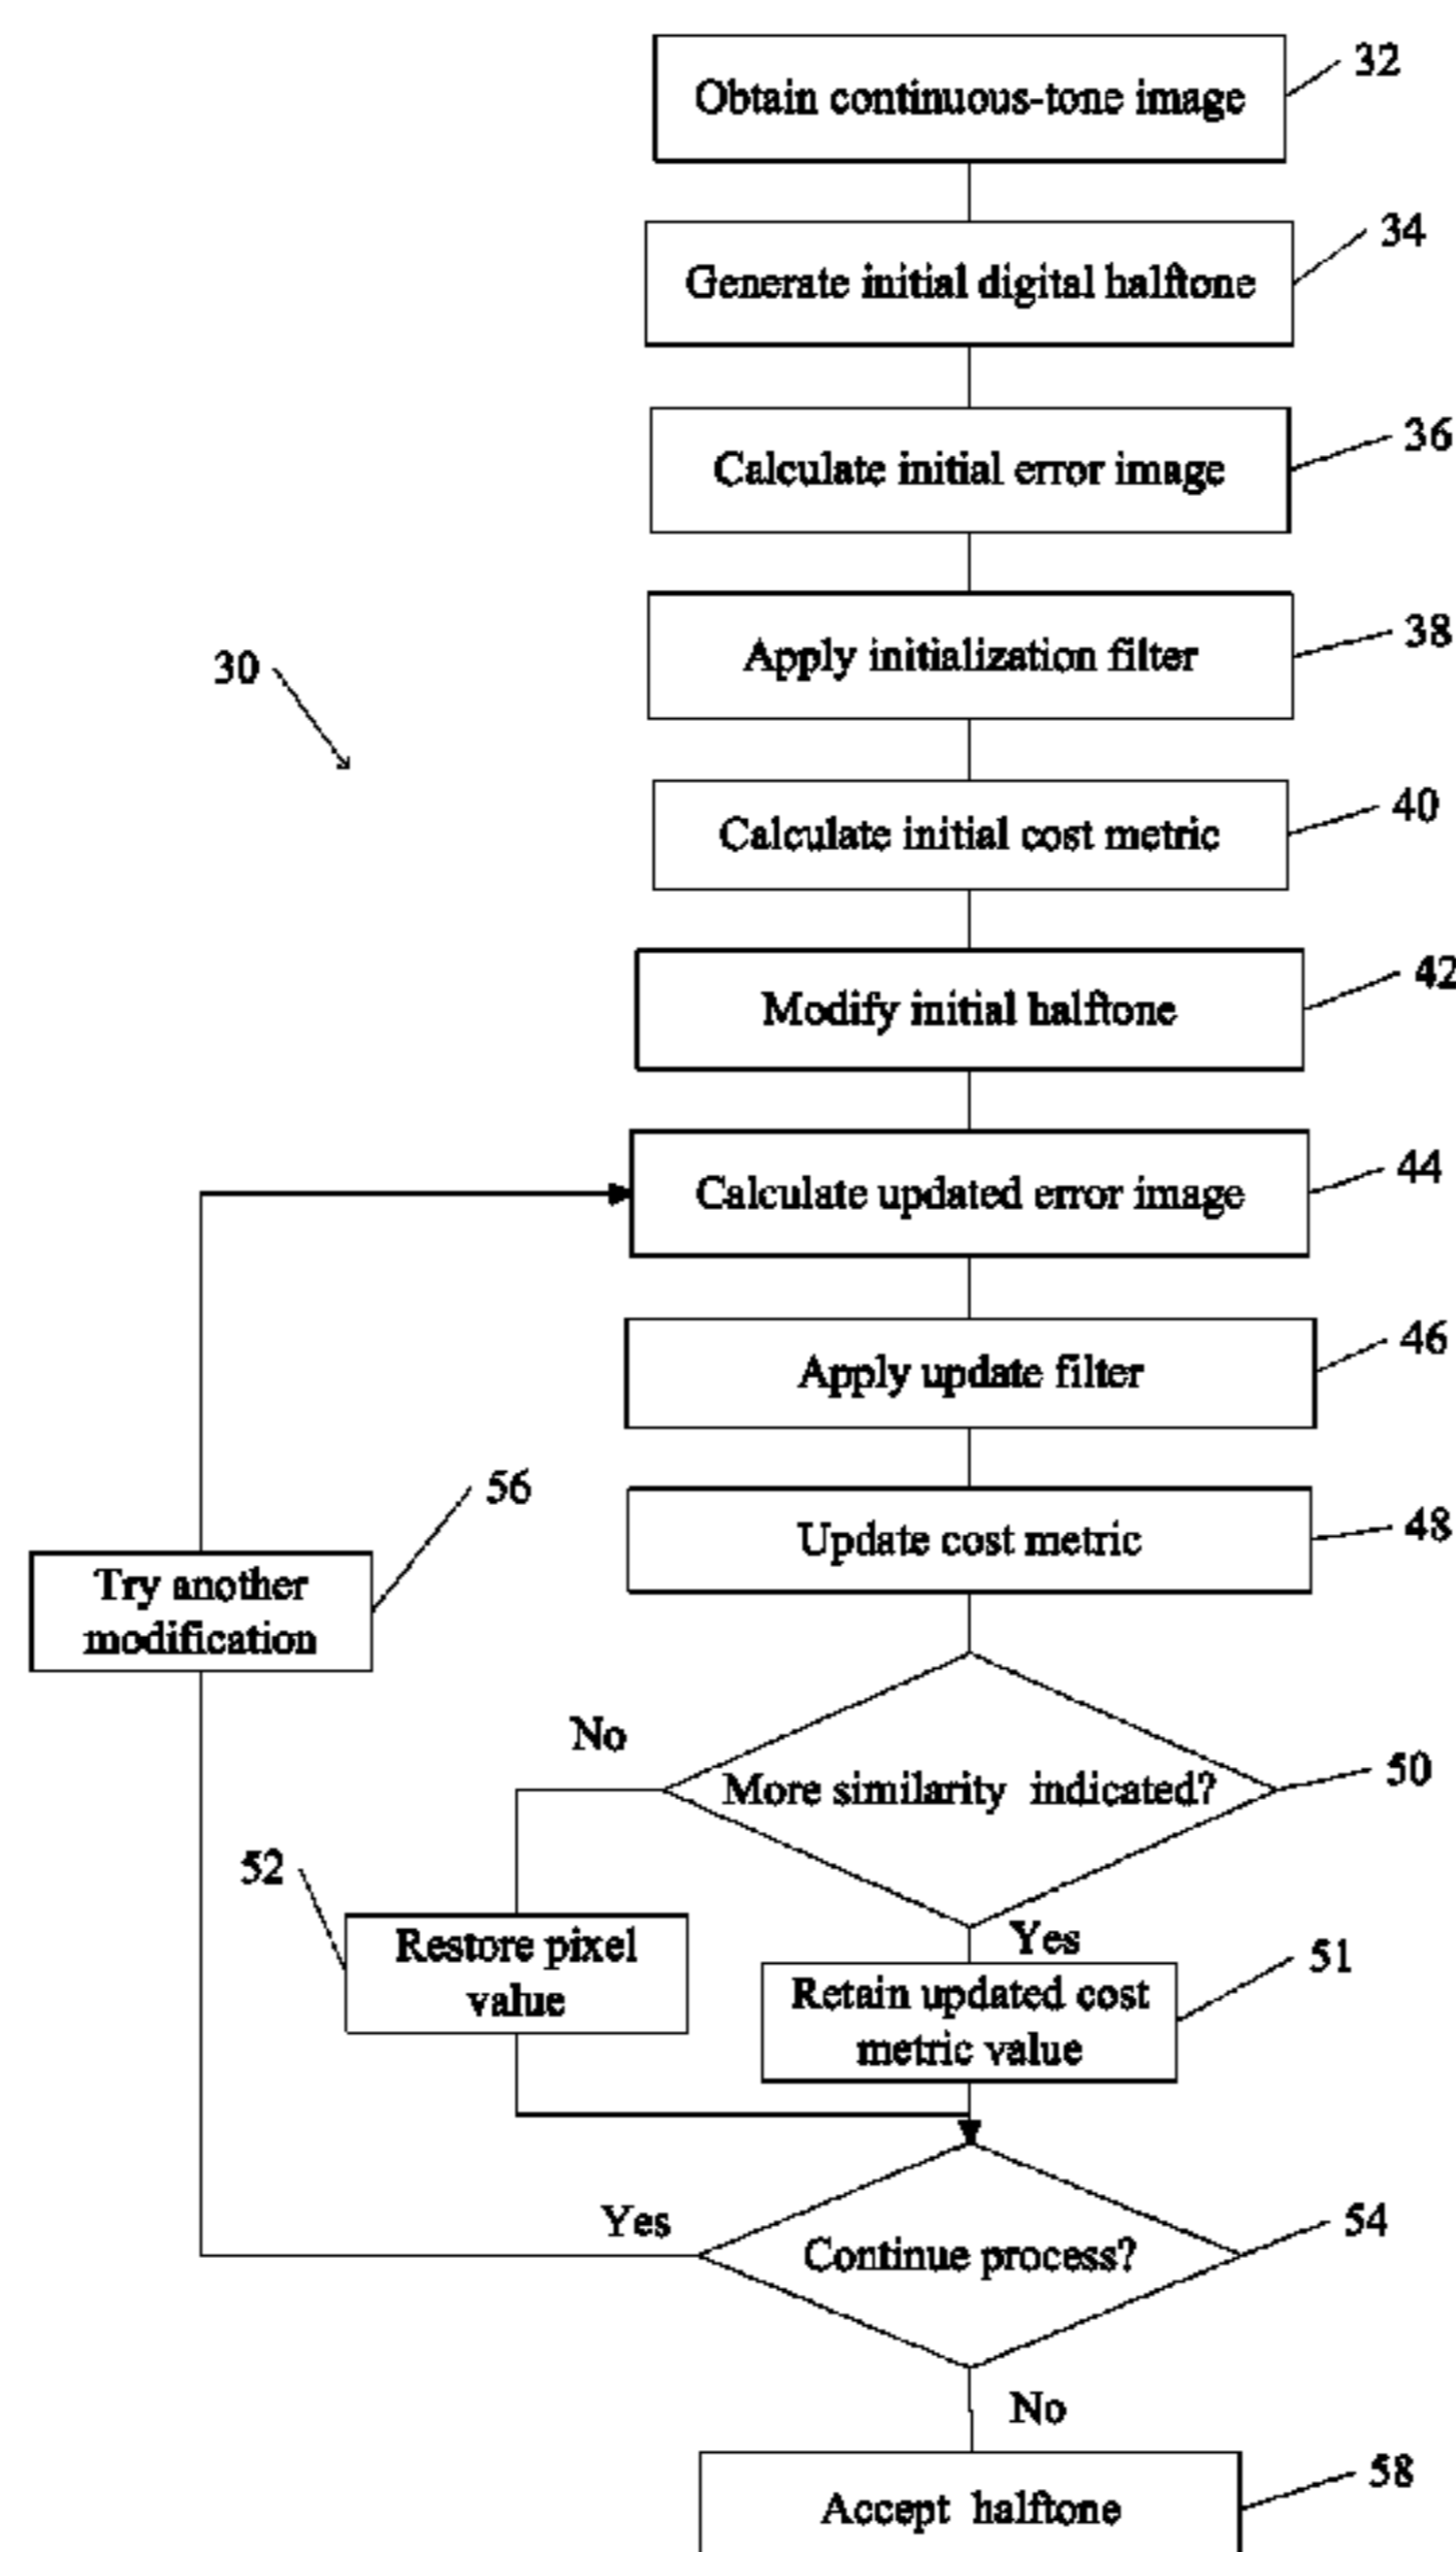 Obtain continuous-tone image
32
Generate initial digital halftone
34
Calculate initial error image
36
Apply initialization filter
38
30
Calculate initial cost metric
40
Modify initial halftone
42
Calculate updated error image
44
Apply update filter
46
Update cost metric
48
56
Try another
modification
No
More similarity indicated?
50
52
Restore pixel
value
Yes
51
Retain updated cost
metric value
Yes
Continue process?
54
No
58
Accept halftone